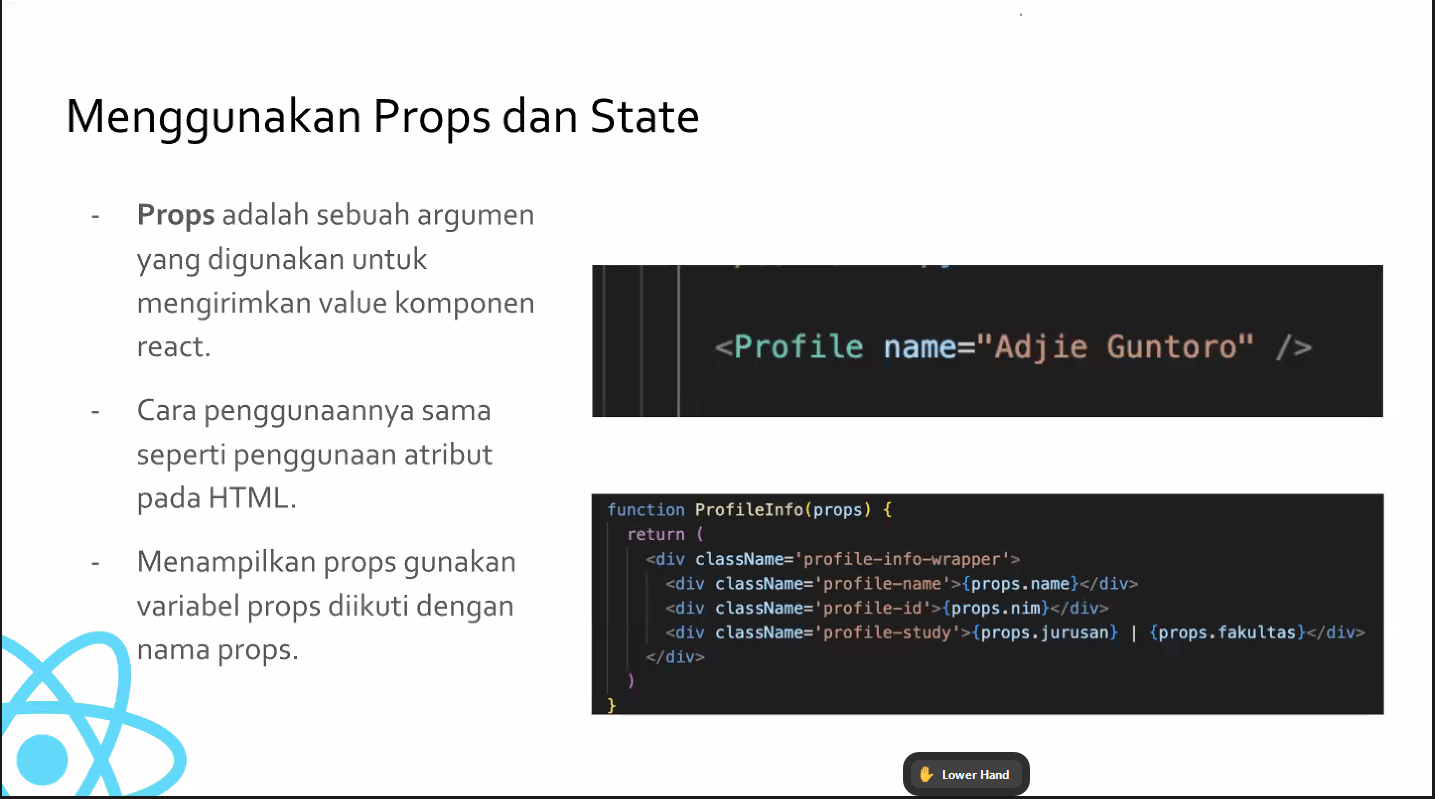 Menggunakan Props dan State
- Props adalah sebuah argumen
yang digunakan untuk
mengirimkan value komponen
react.
- Cara penggunaannya sama
seperti penggunaan atribut
pada HTML.
- Menampilkan props gunakan
variabel props diikuti dengan
nama props.
<Profile name="Adjie Guntoro" />
function ProfileInfo(props) {
return (
<div className='profile-info-wrapper'>
<div className='profile-name'>{props.name}</div>
<div className='profile-id'>{props.nim}</div>
<div className='profile-study'>{props.jurusan} | {props.fakultas}</div>
</div>
)
}
Lower Hand